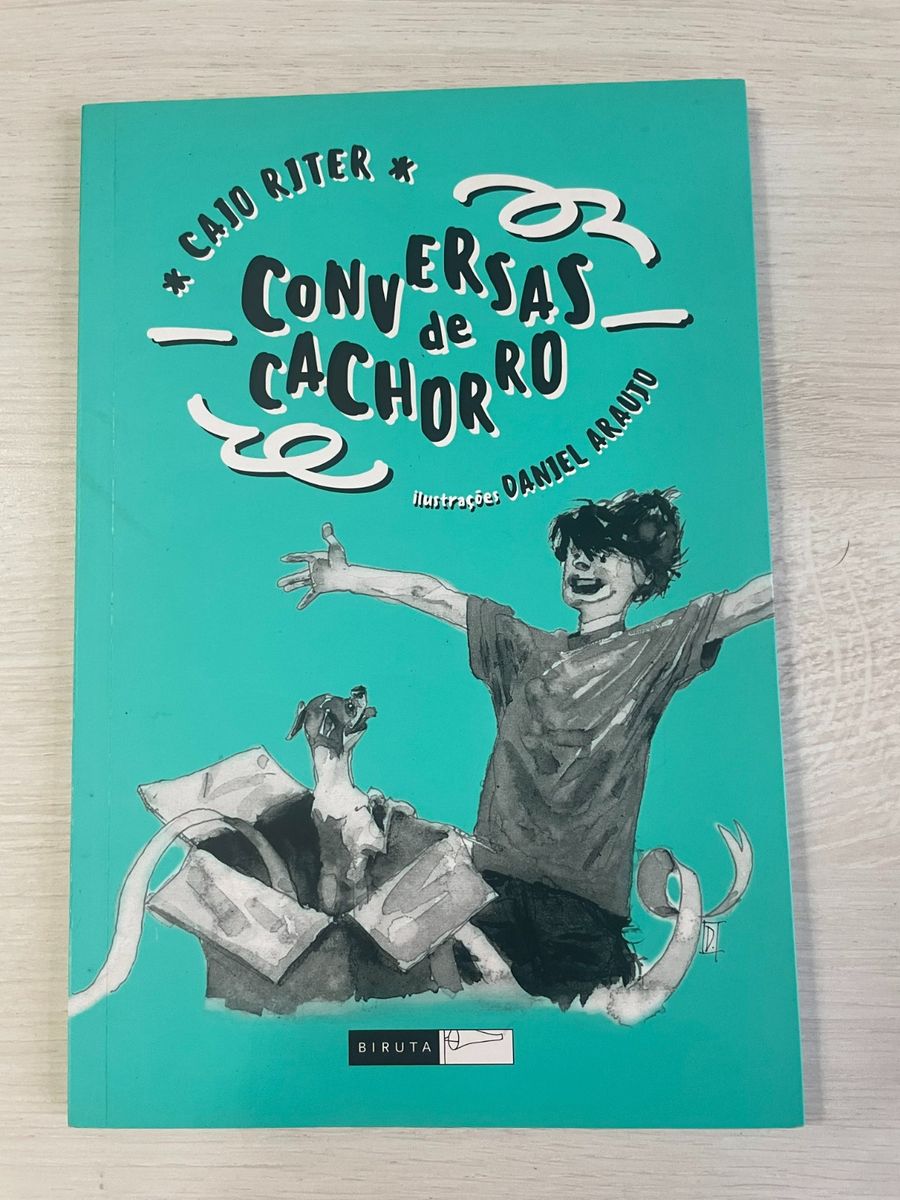 * CAIO RITER *
CONVERSAS
de
CACHORRO
ilustrações DANIEL ARAUJO
D.I
BIRUTA